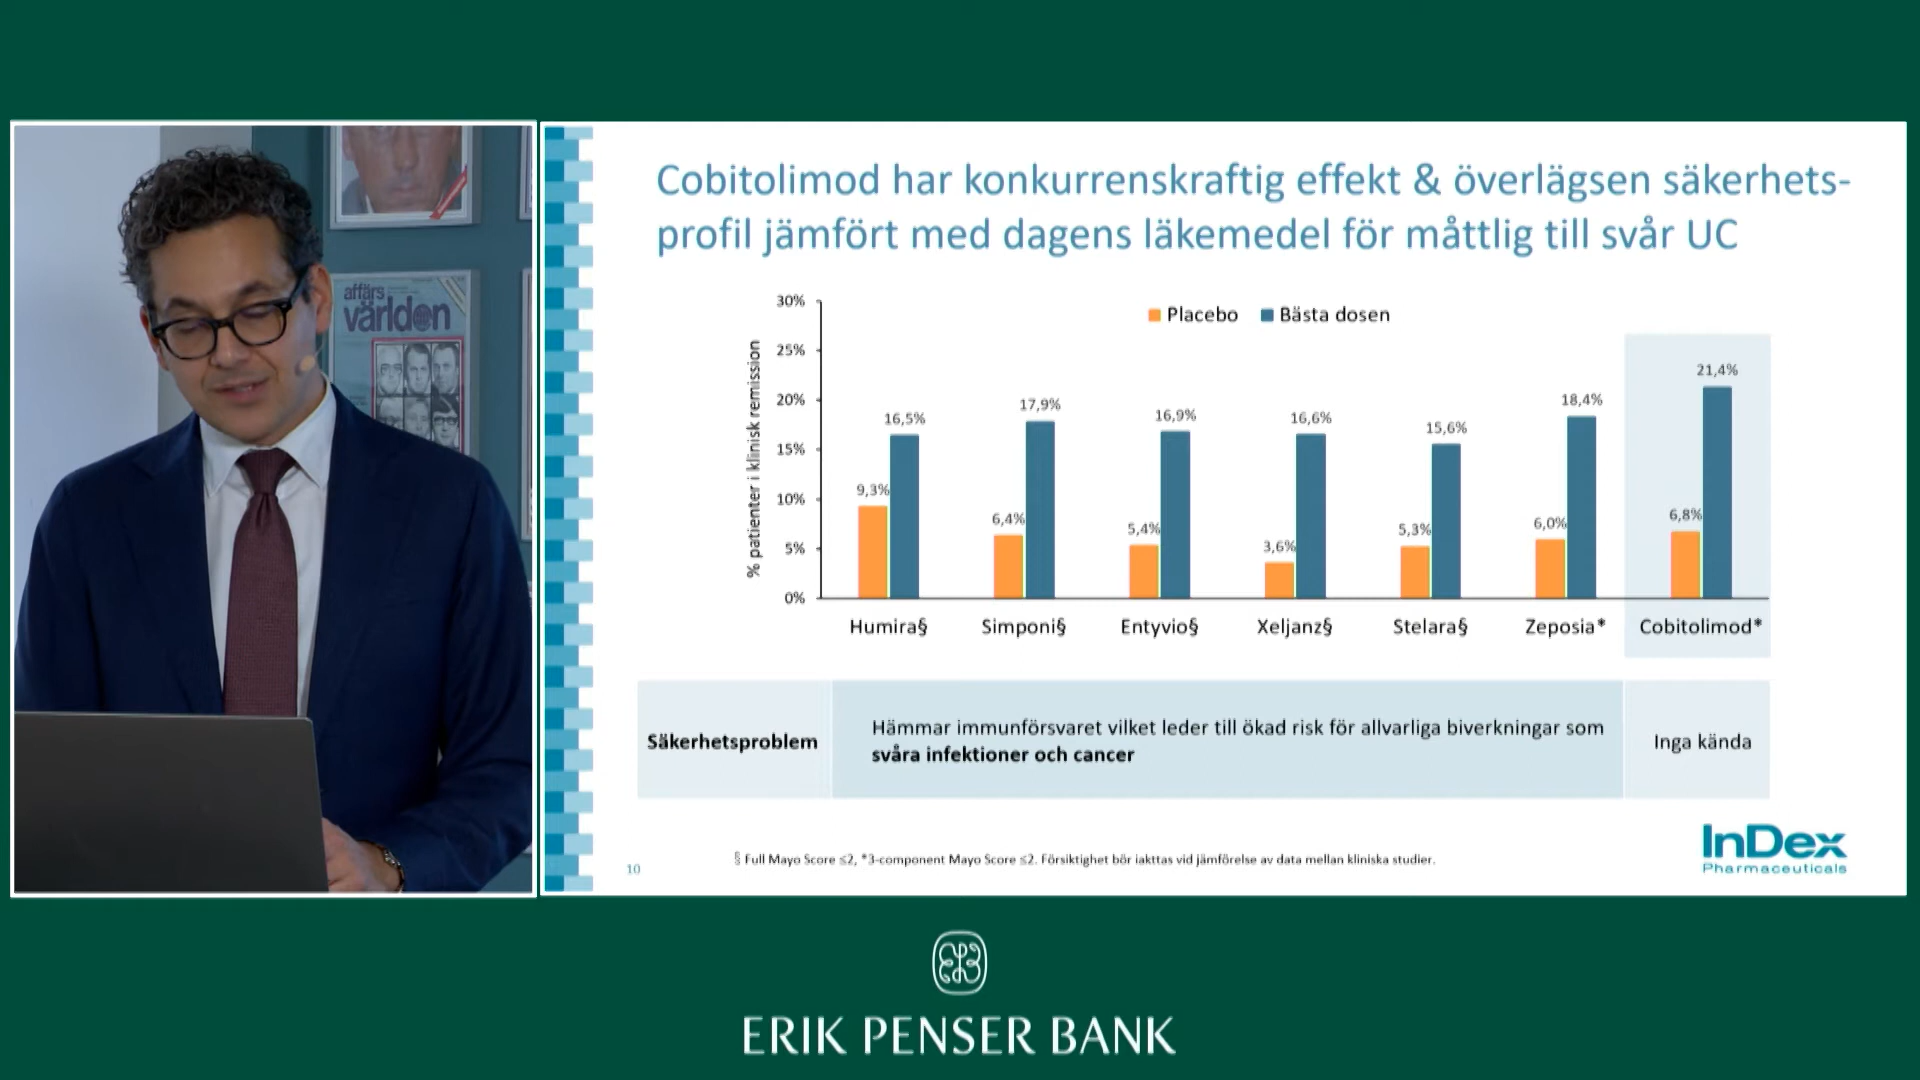 affärs
världen
Cobitolimod har konkurrenskraftig effekt & överlägsen säkerhets-
profil jämfört med dagens läkemedel för måttlig till svår UC
Placebo Bästa dosen
% patienter i klinisk remission
30%
25%
20%
15%
10%
5%
0%
9,3% 16,5%
6,4% 17,9%
5,4% 16,9%
3,6% 16,6%
5,3% 15,6%
6,0% 18,4%
6,8% 21,4%
Humira§ Simponi§ Entyvio§ Xeljanz§ Stelara§ Zeposia* Cobitolimod*
Säkerhetsproblem
Hämmar immunförsvaret vilket leder till ökad risk för allvarliga biverkningar som
svåra infektioner och cancer
Inga kända
§ Full Mayo Score ≤2, *3-component Mayo Score ≤2. Försiktighet bör iakttas vid jämförelse av data mellan kliniska studier.
10
InDex
Pharmaceuticals
ERIK PENSER BANK